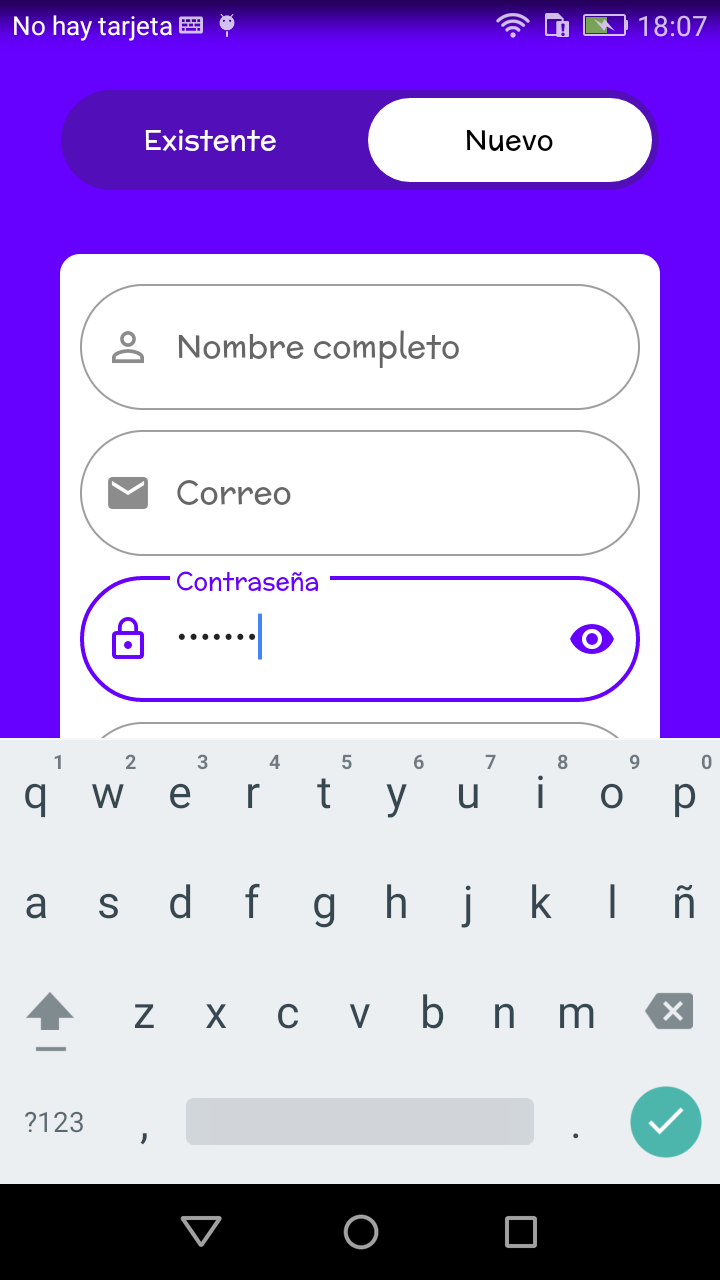 No hay tarjeta 18:07
Existente Nuevo
Nombre completo
Correo
Contraseña
•••••••
1 2 3 4 5 6 7 8 9 0
q w e r t y u i o p
a s d f g h j k l ñ
z x c v b n m
?123 , .